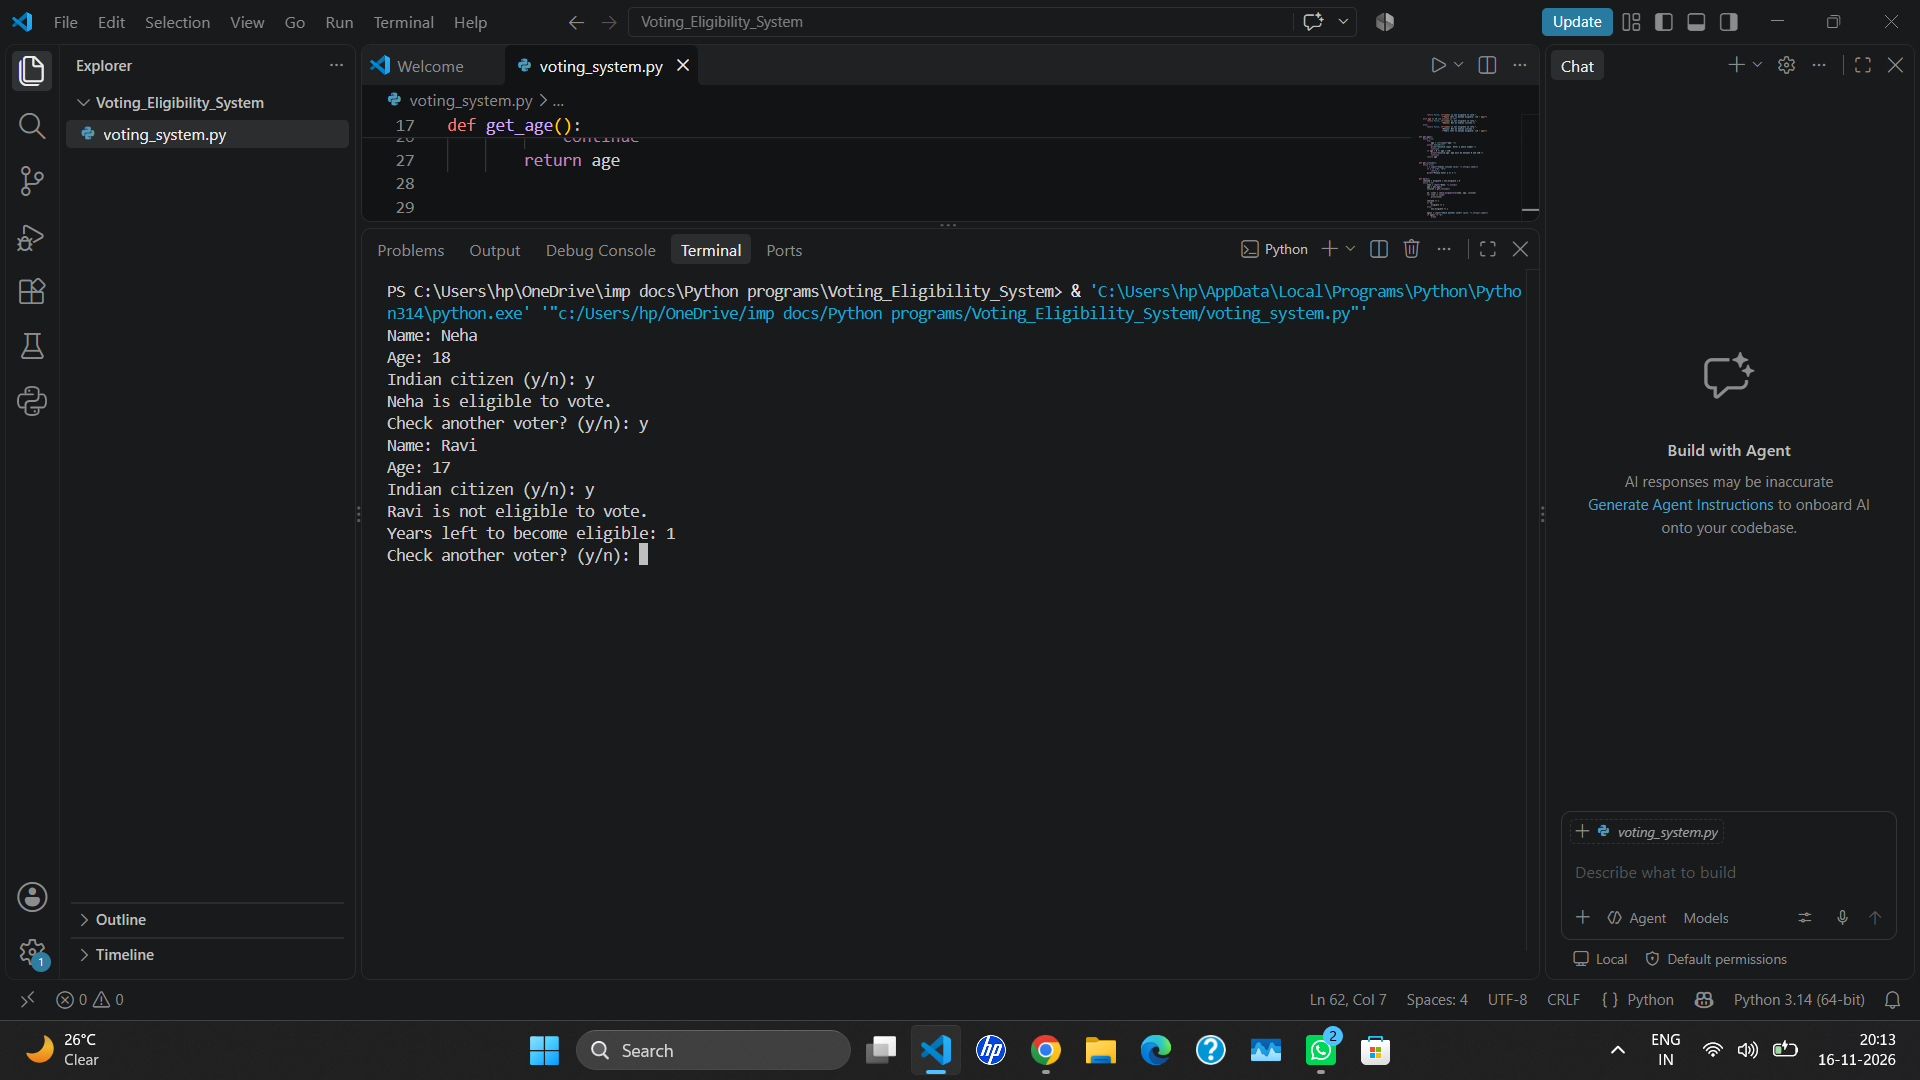 File Edit Selection View Go Run Terminal Help
Voting_Eligibility_System
Update
Explorer
Voting_Eligibility_System
voting_system.py
Outline
Timeline
Welcome
voting_system.py
voting_system.py > ...
17 def get_age():
26 continue
27 return age
28
29
Problems Output Debug Console Terminal Ports
Python
PS C:\Users\hp\OneDrive\imp docs\Python programs\Voting_Eligibility_System> & 'C:\Users\hp\AppData\Local\Programs\Python\Pytho
n314\python.exe' '"c:/Users/hp/OneDrive/imp docs/Python programs/Voting_Eligibility_System/voting_system.py"'
Name: Neha
Age: 18
Indian citizen (y/n): y
Neha is eligible to vote.
Check another voter? (y/n): y
Name: Ravi
Age: 17
Indian citizen (y/n): y
Ravi is not eligible to vote.
Years left to become eligible: 1
Check another voter? (y/n):
Chat
Build with Agent
AI responses may be inaccurate
Generate Agent Instructions to onboard AI
onto your codebase.
voting_system.py
Describe what to build
Agent Models
Local Default permissions
1
0 0
Ln 62, Col 7 Spaces: 4 UTF-8 CRLF { } Python Python 3.14 (64-bit)
26°C
Clear
Search
hp
2
ENG
IN
20:13
16-11-2026